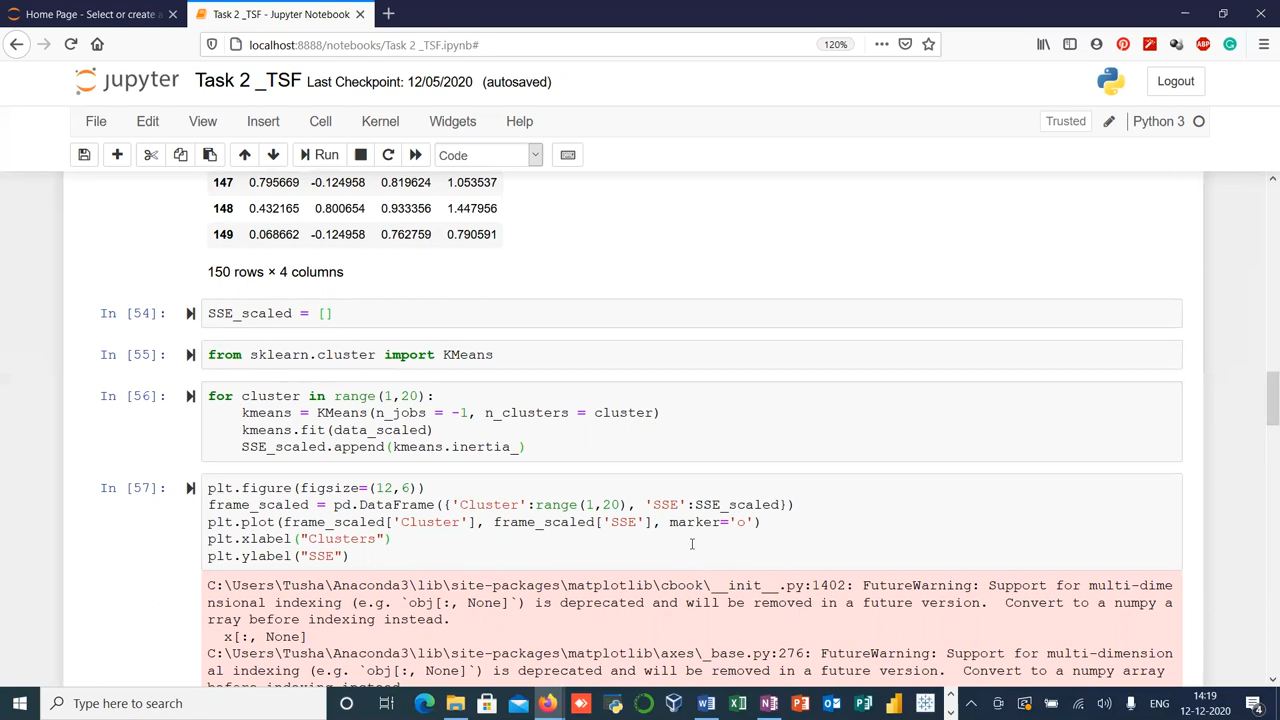 Home Page - Select or create a
Task 2 _TSF - Jupyter Notebook
localhost:8888/notebooks/Task 2 _TSF.ipynb#
120%
ABP
jupyter
Task 2 _TSF Last Checkpoint: 12/05/2020 (autosaved)
Logout
File Edit View Insert Cell Kernel Widgets Help
Trusted
Python 3
Run
Code
147 0.795669 -0.124958 0.819624 1.053537
148 0.432165 0.800654 0.933356 1.447956
149 0.068662 -0.124958 0.762759 0.790591
150 rows × 4 columns
In [54]: SSE_scaled = []
In [55]: from sklearn.cluster import KMeans
In [56]: for cluster in range(1,20):
kmeans = KMeans(n_jobs = -1, n_clusters = cluster)
kmeans.fit(data_scaled)
SSE_scaled.append(kmeans.inertia_)
In [57]: plt.figure(figsize=(12,6))
frame_scaled = pd.DataFrame({'Cluster':range(1,20), 'SSE':SSE_scaled})
plt.plot(frame_scaled['Cluster'], frame_scaled['SSE'], marker='o')
plt.xlabel("Clusters")
plt.ylabel("SSE")
C:\Users\Tusha\Anaconda3\lib\site-packages\matplotlib\cbook\__init__.py:1402: FutureWarning: Support for multi-dime
nsional indexing (e.g. `obj[:, None]`) is deprecated and will be removed in a future version.  Convert to a numpy a
rray before indexing instead.
x[:, None]
C:\Users\Tusha\Anaconda3\lib\site-packages\matplotlib\axes\_base.py:276: FutureWarning: Support for multi-dimension
al indexing (e.g. `obj[:, None]`) is deprecated and will be removed in a future version.  Convert to a numpy array
before indexing instead.
Type here to search
14:19
12-12-2020
4